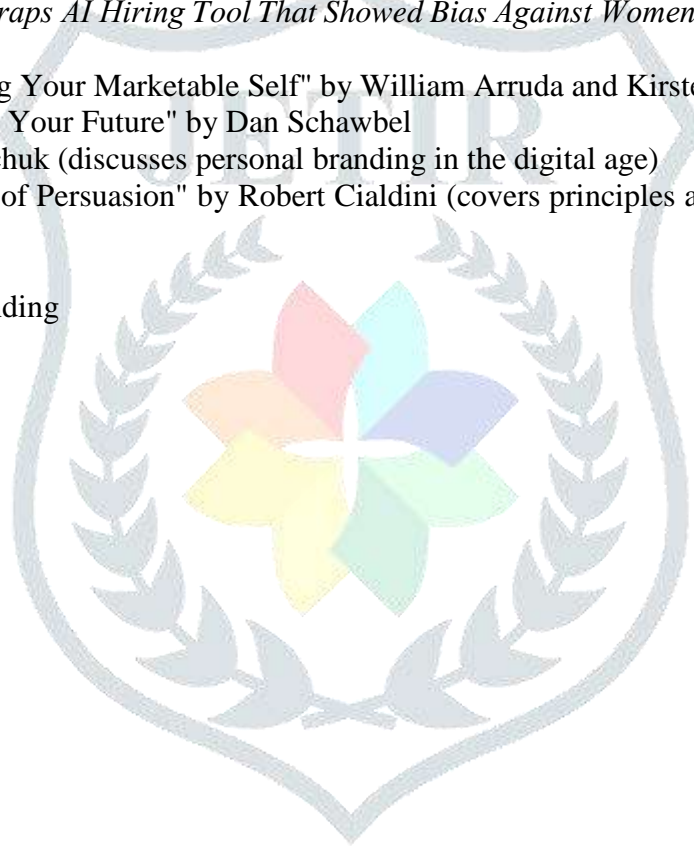 raps AI Hiring Tool That Showed Bias Against Women
g Your Marketable Self" by William Arruda and Kirste
Your Future" by Dan Schawbel
chuk (discusses personal branding in the digital age)
of Persuasion" by Robert Cialdini (covers principles a
JETIR
ding